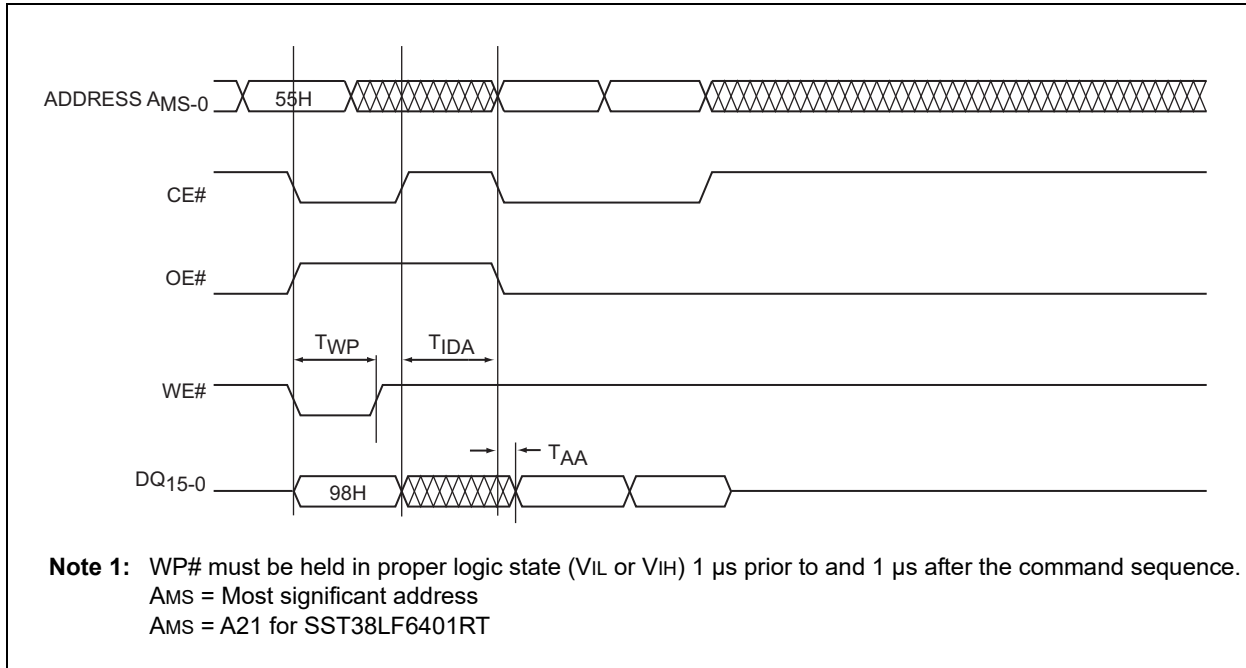 ADDRESS AMS-0
55H
CE#
OE#
TWP
TIDA
WE#
TAA
DQ15-0
98H
Note 1: WP# must be held in proper logic state (VIL or VIH) 1 µs prior to and 1 µs after the command sequence.
AMS = Most significant address
AMS = A21 for SST38LF6401RT